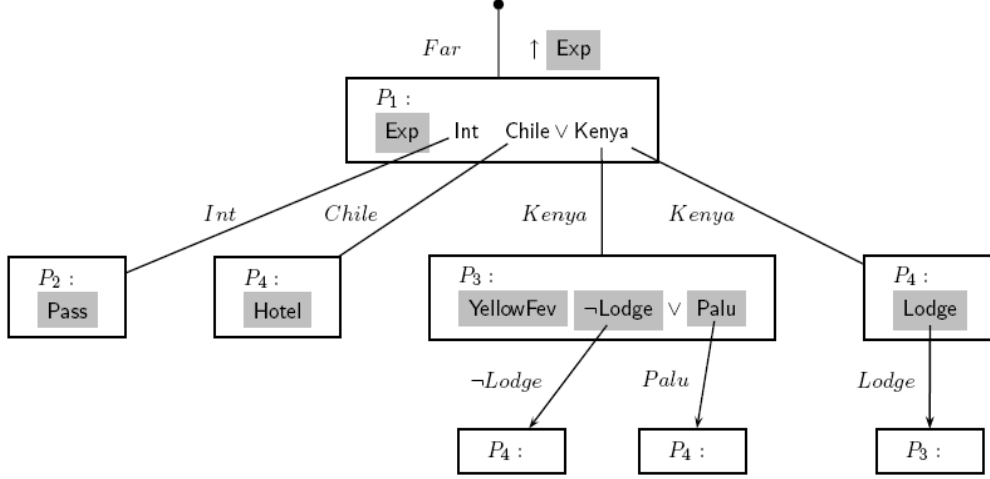 Far ↑ Exp
P₁ :
Exp Int Chile ∨ Kenya
Int Chile Kenya Kenya
P₂ : P₄ : P₃ : P₄ :
Pass Hotel YellowFev ¬Lodge ∨ Palu Lodge
¬Lodge Palu Lodge
P₄ : P₄ : P₃ :